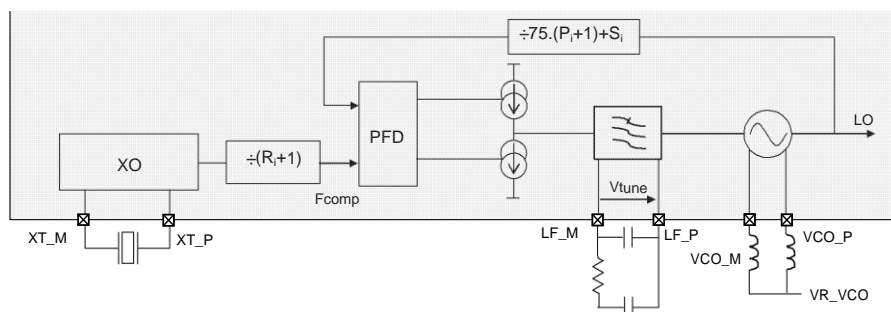 ÷75.(Pi+1)+Si
LO
PFD
XO
÷(Ri+1)
Fcomp
Vtune
XT_M
XT_P
LF_M
LF_P
VCO_M
VCO_P
VR_VCO